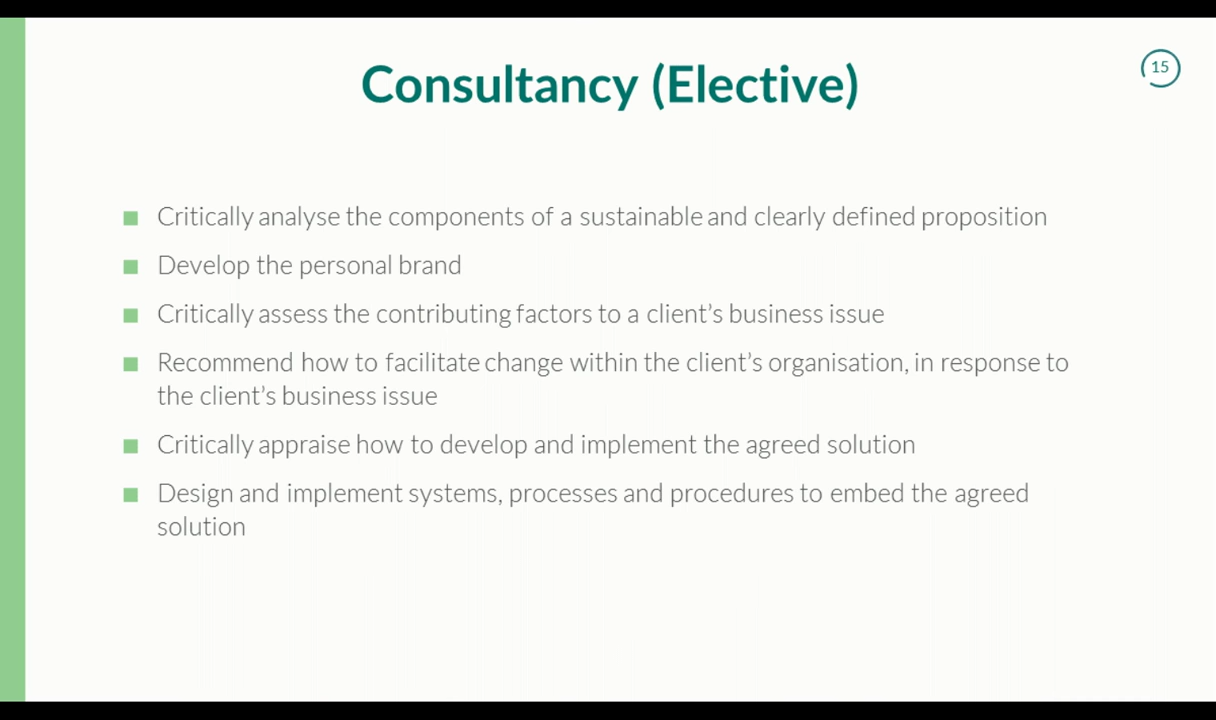 Consultancy (Elective)
15
Critically analyse the components of a sustainable and clearly defined proposition
Develop the personal brand
Critically assess the contributing factors to a client’s business issue
Recommend how to facilitate change within the client’s organisation, in response to
the client’s business issue
Critically appraise how to develop and implement the agreed solution
Design and implement systems, processes and procedures to embed the agreed
solution